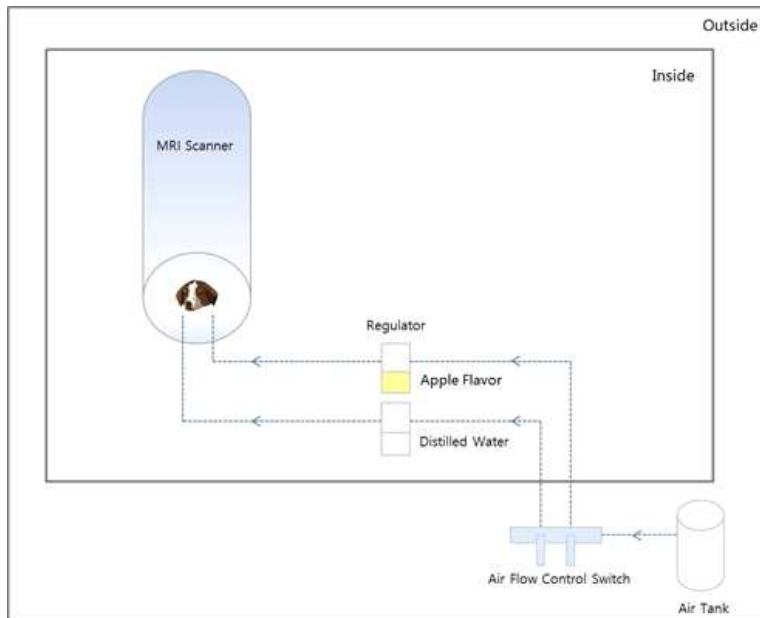 Outside
Inside
MRI Scanner
Regulator
Apple Flavor
Distilled Water
Air Flow Control Switch
Air Tank